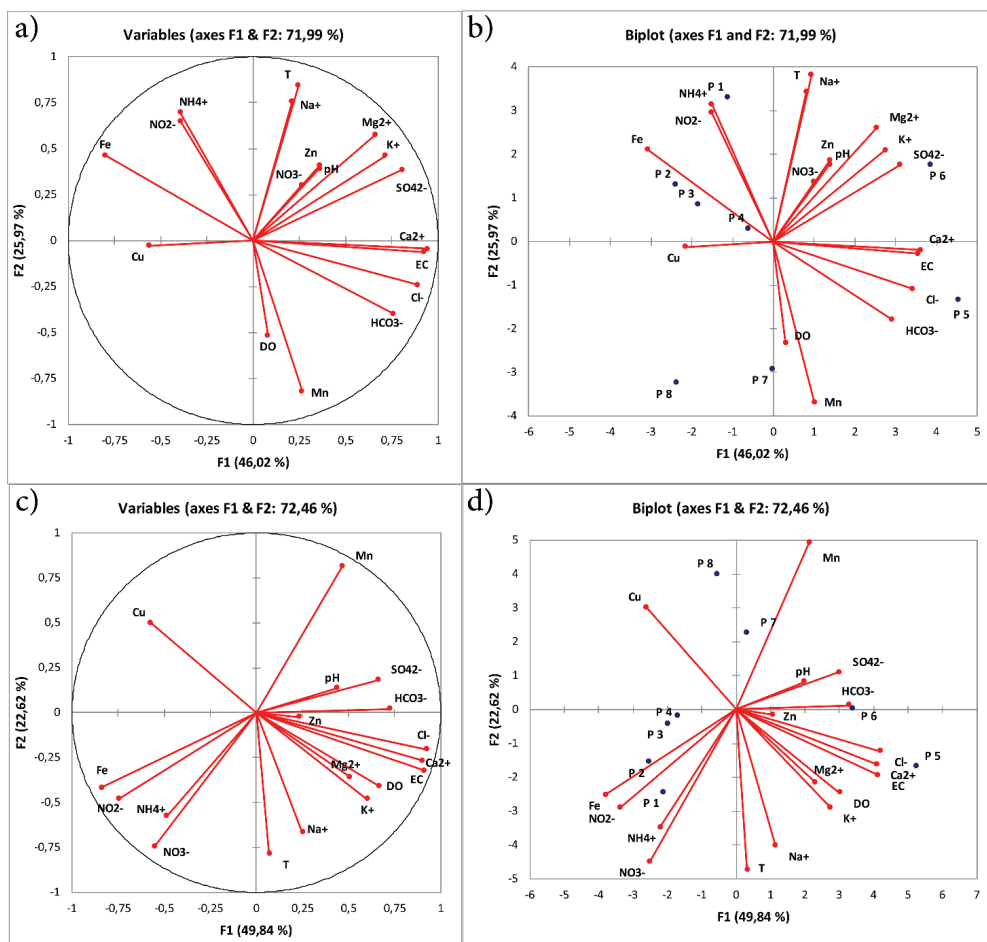 a)
Variables (axes F1 & F2: 71,99 %)
1
0,75
0,5
0,25
0
-0,25
-0,5
-0,75
-1
F2 (25,97 %)
T
NH4+
Na+
NO2-
Mg2+
Fe
K+
Zn
pH
NO3-
SO42-
Ca2+
Cu
EC
Cl-
HCO3-
DO
Mn
-1 -0,75 -0,5 -0,25 0 0,25 0,5 0,75 1
F1 (46,02 %)
b)
Biplot (axes F1 and F2: 71,99 %)
4
3
2
1
0
-1
-2
-3
-4
F2 (25,97 %)
T
P 1
Na+
NH4+
NO2-
Mg2+
Fe
K+
Zn
pH
SO42-
NO3-
P 6
P 2
P 3
P 4
Ca2+
Cu
EC
Cl-
P 5
HCO3-
DO
P 7
P 8
Mn
-5 -4 -3 -2 -1 0 1 2 3 4 5
F1 (46,02 %)
c)
Variables (axes F1 & F2: 72,46 %)
1
0,75
0,5
0,25
0
-0,25
-0,5
-0,75
-1
F2 (22,62 %)
Mn
Cu
pH
SO42-
HCO3-
Zn
Cl-
Ca2+
Mg2+
EC
Fe
DO
NO2-
NH4+
K+
Na+
NO3-
T
-1 -0,75 -0,5 -0,25 0 0,25 0,5 0,75 1
F1 (49,84 %)
d)
Biplot (axes F1 & F2: 72,46 %)
5
4
3
2
1
0
-1
-2
-3
-4
-5
F2 (22,62 %)
Mn
P 8
Cu
P 7
pH
SO42-
HCO3-
P 4
Zn
P 6
P 3
P 5
Cl-
P 2
Mg2+
Ca2+
EC
P 1
Fe
DO
NO2-
K+
NH4+
Na+
NO3-
T
-6 -5 -4 -3 -2 -1 0 1 2 3 4 5 6
F1 (49,84 %)